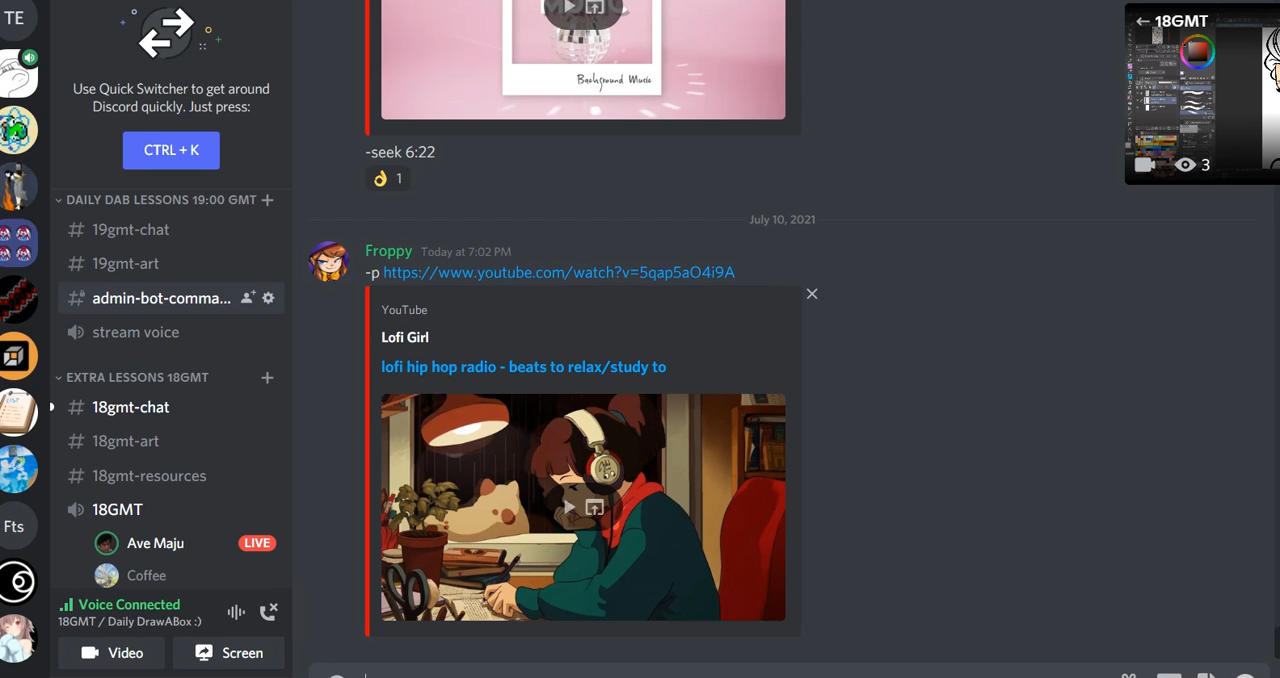 TE
Use Quick Switcher to get around
Discord quickly. Just press:
CTRL + K
DAILY DAB LESSONS 19:00 GMT
19gmt-chat
19gmt-art
admin-bot-comma...
stream voice
EXTRA LESSONS 18GMT
18gmt-chat
18gmt-art
18gmt-resources
18GMT
Ave Maju LIVE
Coffee
Fts
Voice Connected
18GMT / Daily DrawABox :)
Video Screen
Background Music
-seek 6:22
1
July 10, 2021
Froppy Today at 7:02 PM
-p https://www.youtube.com/watch?v=5qap5aO4i9A
YouTube
Lofi Girl
lofi hip hop radio - beats to relax/study to
18GMT
3